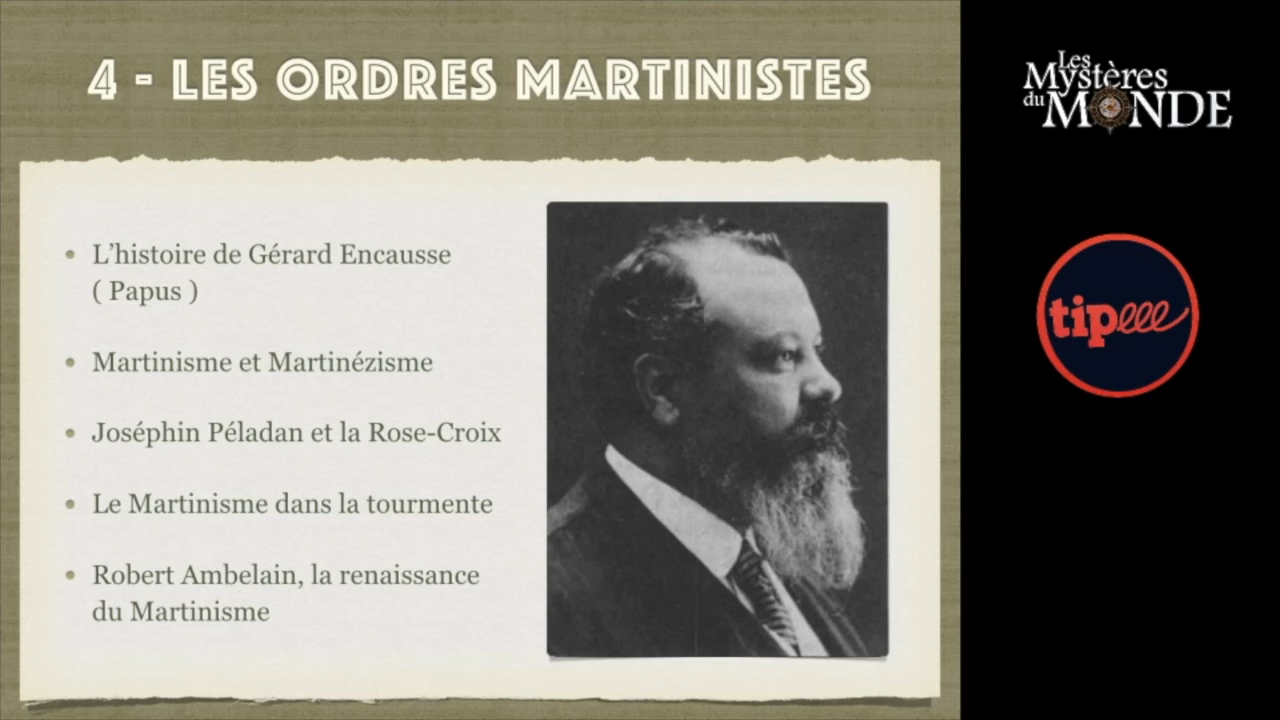 4 - LES ORDRES MARTINISTES
L’histoire de Gérard Encausse
( Papus )
Martinisme et Martinézisme
Joséphin Péladan et la Rose-Croix
Le Martinisme dans la tourmente
Robert Ambelain, la renaissance
du Martinisme
Les
Mystères
du MONDE
tipeee